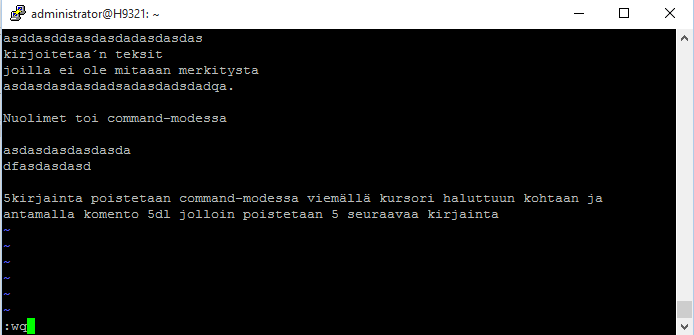 administrator@H9321: ~
asddasddsasdasdadasdasdas
kirjoitetaa´n teksit
joilla ei ole mitaaan merkitysta
asdasdasdasdadsadasdasdsdadqa.
Nuolimet toi command-modessa
asdasdasdasdasda
dfasdasdasd
5kirjainta poistetaan command-modessa viemällä kursori haluttuun kohtaan ja
antamalla komento 5dl jolloin poistetaan 5 seuraavaa kirjainta
~
~
~
~
~
~
:wq